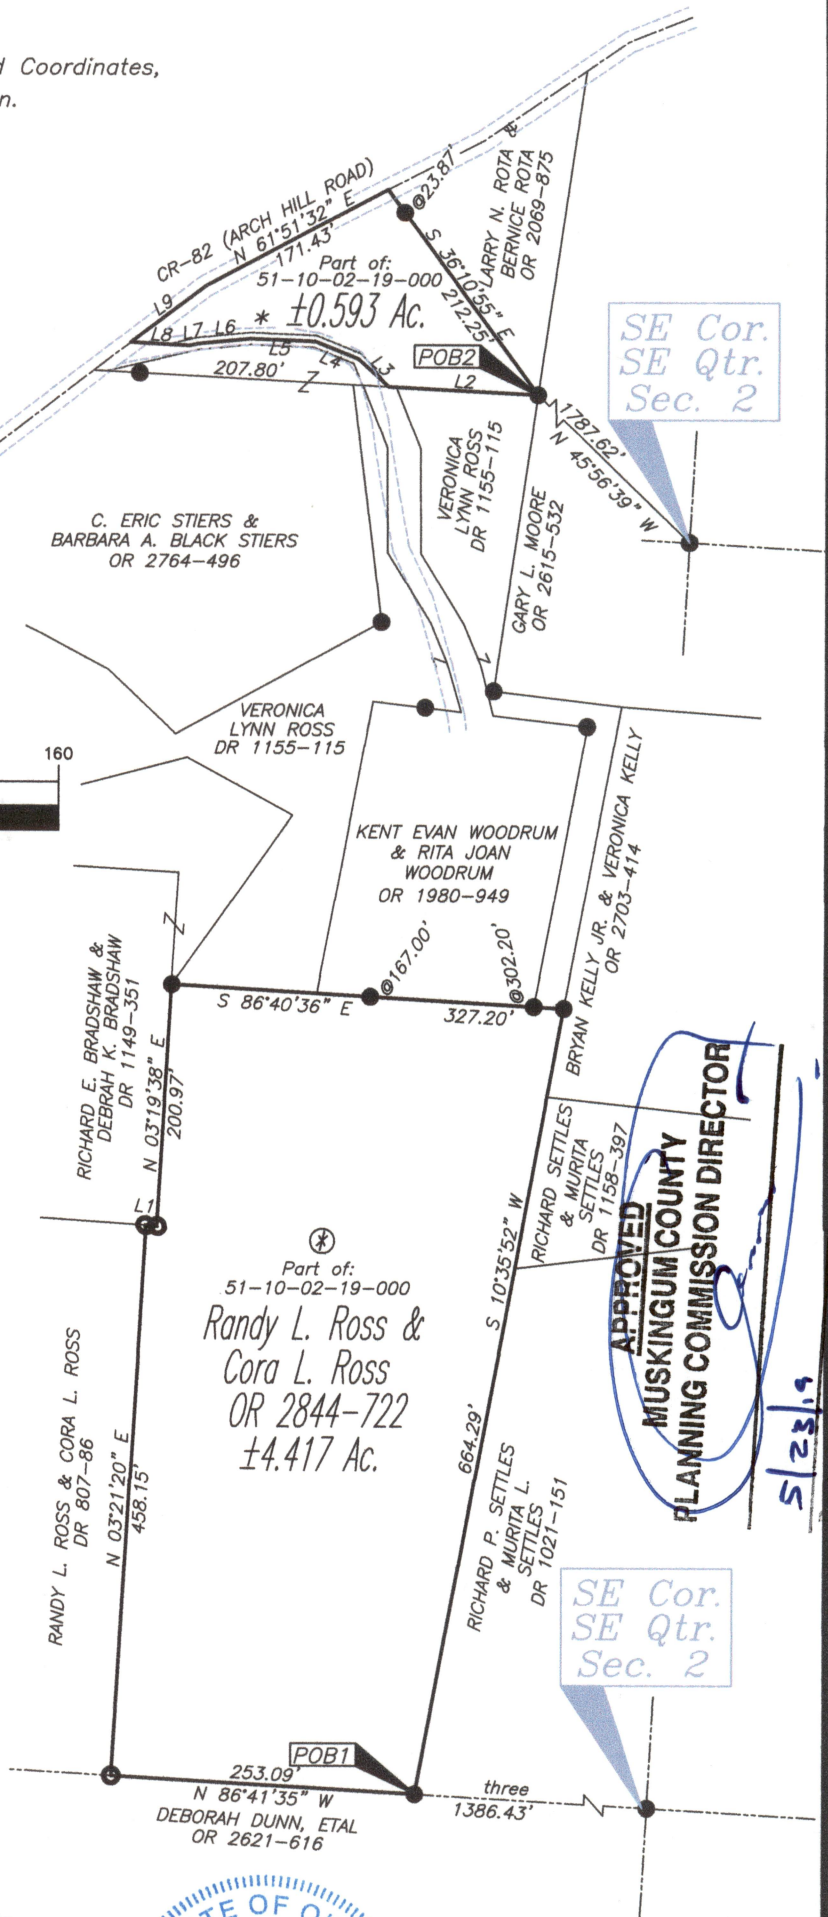 d Coordinates,
n.
CR-82 (ARCH HILL ROAD)
N 61°51'32" E
171.43'
@23.87'
LARRY N. ROTA &
BERNICE ROTA
OR 2069-875
S 36°10'55" E
212.25'
Part of:
51-10-02-19-000
* ±0.593 Ac.
L9
L8
L7
L6
L5
L4
L3
L2
207.80'
POB2
SE Cor.
SE Qtr.
Sec. 2
1787.62'
N 45°56'39" W
VERONICA
LYNN ROSS
DR 1155-115
GARY L. MOORE
OR 2615-532
C. ERIC STIERS &
BARBARA A. BLACK STIERS
OR 2764-496
VERONICA
LYNN ROSS
DR 1155-115
160
KENT EVAN WOODRUM
& RITA JOAN
WOODRUM
OR 1980-949
BRYAN KELLY JR. & VERONICA KELLY
OR 2703-414
@167.00'
@302.20'
S 86°40'36" E
327.20'
RICHARD E. BRADSHAW &
DEBRAH K. BRADSHAW
DR 1149-351
N 03°19'38" E
200.97'
L1
RICHARD SETTLES
& MURITA
SETTLES
DR 1158-397
S 10°35'52" W
664.29'
*
Part of:
51-10-02-19-000
Randy L. Ross &
Cora L. Ross
OR 2844-722
±4.417 Ac.
APPROVED
MUSKINGUM COUNTY
PLANNING COMMISSION DIRECTOR
5/23/19
RANDY L. ROSS & CORA L. ROSS
DR 807-86
N 03°21'20" E
458.15'
RICHARD P. SETTLES
& MURITA L.
SETTLES
DR 1021-151
SE Cor.
SE Qtr.
Sec. 2
POB1
253.09'
N 86°41'35" W
three
1386.43'
DEBORAH DUNN, ETAL
OR 2621-616
TE OF O